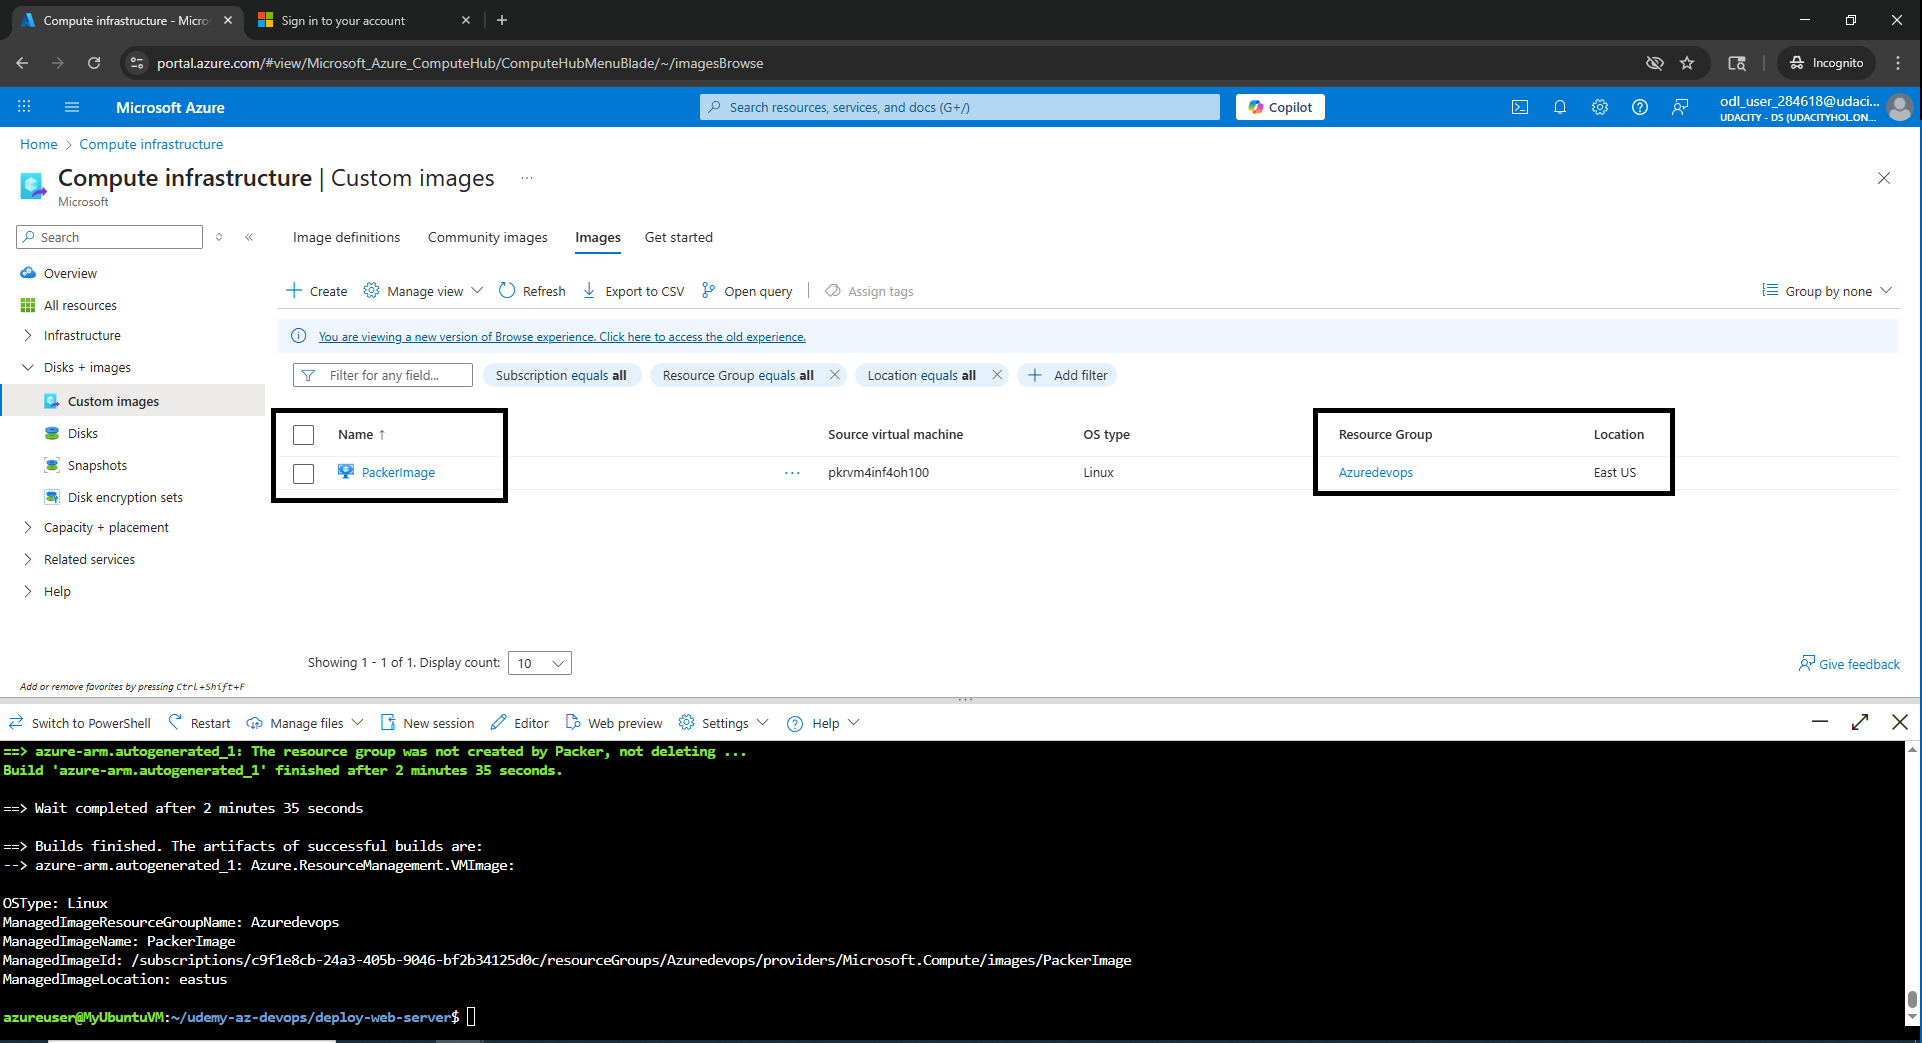 Compute infrastructure - Micros
Sign in to your account
portal.azure.com/#view/Microsoft_Azure_ComputeHub/ComputeHubMenuBlade/~/imagesBrowse
Incognito
Microsoft Azure
Search resources, services, and docs (G+/)
Copilot
odl_user_284618@udaci...
UDACITY - DS (UDACITYHOL.ON...
Home > Compute infrastructure
Compute infrastructure | Custom images ...
Microsoft
Search
Image definitions Community images Images Get started
Overview
All resources
Infrastructure
Disks + images
Custom images
Disks
Snapshots
Disk encryption sets
Capacity + placement
Related services
Help
Create Manage view Refresh Export to CSV Open query Assign tags Group by none
You are viewing a new version of Browse experience. Click here to access the old experience.
Filter for any field... Subscription equals all Resource Group equals all Location equals all Add filter
Name ↑ Source virtual machine OS type Resource Group Location
PackerImage ... pkrvm4inf4oh100 Linux Azuredevops East US
Showing 1 - 1 of 1. Display count: 10
Give feedback
Add or remove favorites by pressing Ctrl+Shift+F
Switch to PowerShell Restart Manage files New session Editor Web preview Settings Help
==> azure-arm.autogenerated_1: The resource group was not created by Packer, not deleting ...
Build 'azure-arm.autogenerated_1' finished after 2 minutes 35 seconds.
==> Wait completed after 2 minutes 35 seconds
==> Builds finished. The artifacts of successful builds are:
--> azure-arm.autogenerated_1: Azure.ResourceManagement.VMImage:
OSType: Linux
ManagedImageResourceGroupName: Azuredevops
ManagedImageName: PackerImage
ManagedImageId: /subscriptions/c9f1e8cb-24a3-405b-9046-bf2b34125d0c/resourceGroups/Azuredevops/providers/Microsoft.Compute/images/PackerImage
ManagedImageLocation: eastus
azureuser@MyUbuntuVM:~/udemy-az-devops/deploy-web-server$